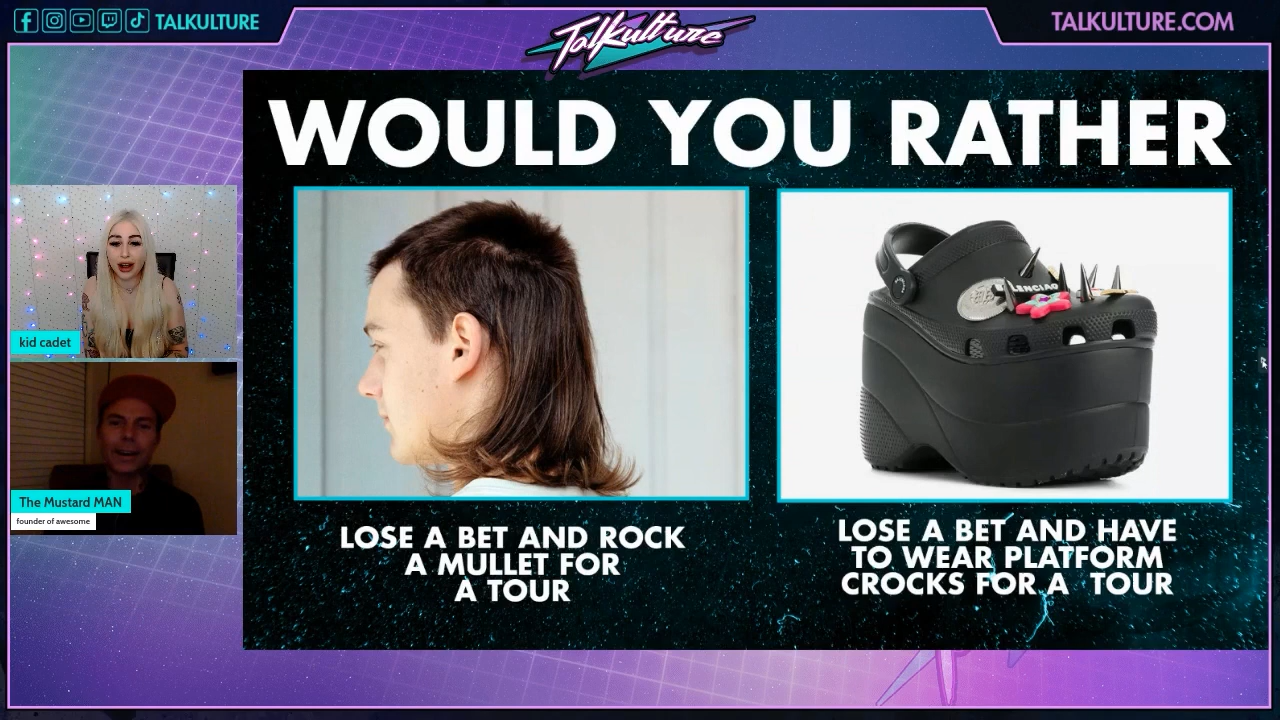 TALKULTURE
Talkulture
TALKULTURE.COM
WOULD YOU RATHER
kid cadet
The Mustard MAN
founder of awesome
LOSE A BET AND ROCK
A MULLET FOR
A TOUR
LOSE A BET AND HAVE
TO WEAR PLATFORM
CROCKS FOR A TOUR